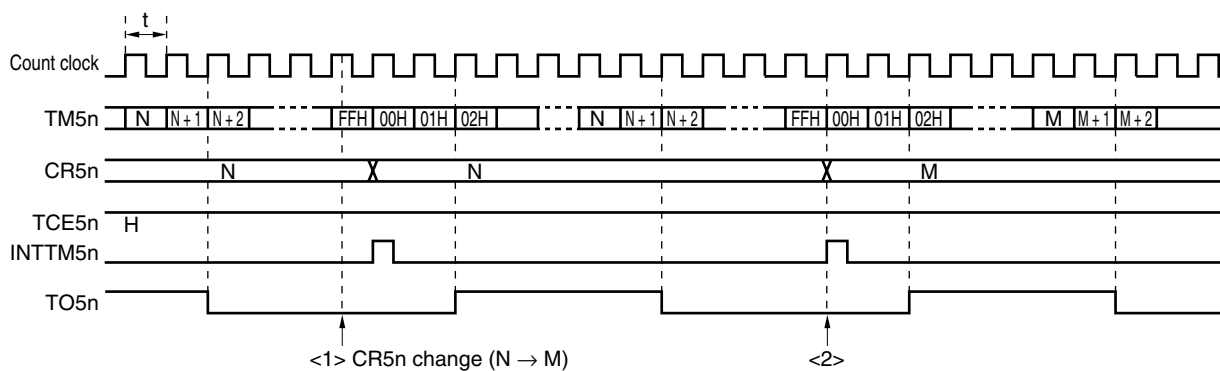 t
Count clock
TM5n N N + 1 N + 2 FFH 00H 01H 02H N N + 1 N + 2 FFH 00H 01H 02H M M + 1 M + 2
CR5n N N M
TCE5n H
INTTM5n
TO5n
<1> CR5n change (N → M) <2>